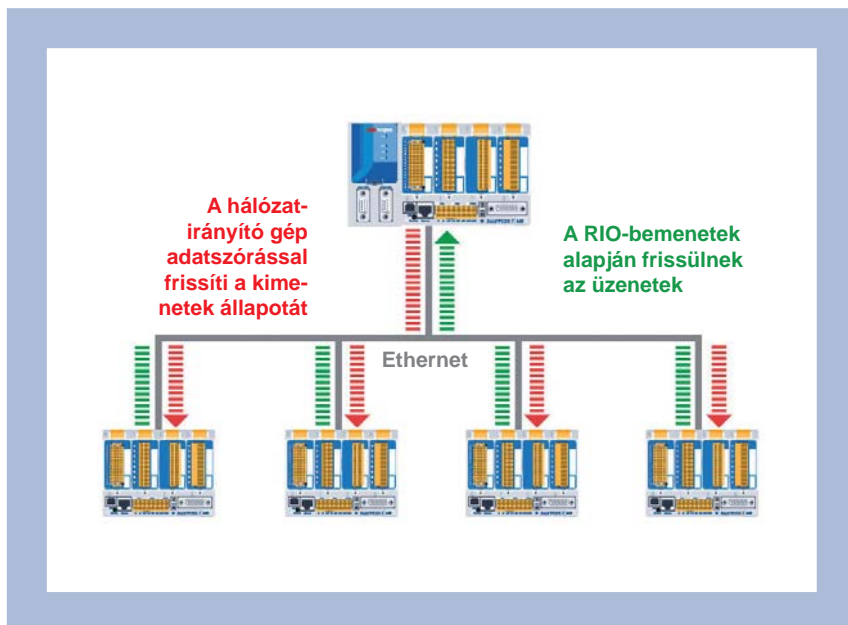 A hálózat-
irányító gép
adatszórással
frissíti a kime-
netek állapotát
A RIO-bemenetek
alapján frissülnek
az üzenetek
Ethernet